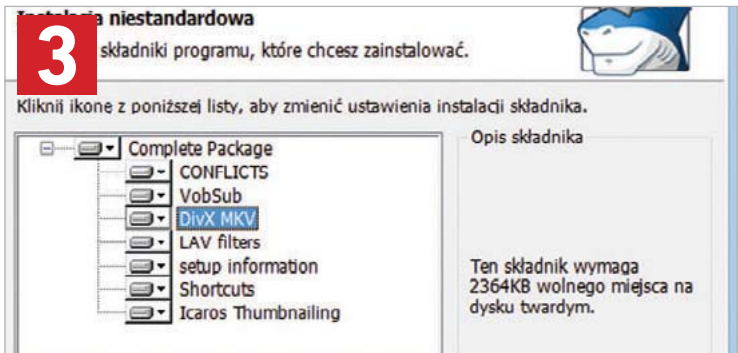 Instalacja niestandardowa
3
składniki programu, które chcesz zainstalować.
Kliknij ikonę z poniższej listy, aby zmienić ustawienia instalacji składnika.
Complete Package
CONFLICTS
VobSub
DivX MKV
LAV filters
setup information
Shortcuts
Icaros Thumbnailing
Opis składnika
Ten składnik wymaga
2364KB wolnego miejsca na
dysku twardym.